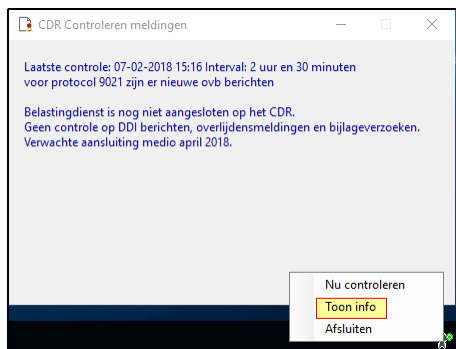 CDR Controleren meldingen
Laatste controle: 07-02-2018 15:16 Interval: 2 uur en 30 minuten
voor protocol 9021 zijn er nieuwe ovb berichten
Belastingdienst is nog niet aangesloten op het CDR.
Geen controle op DDI berichten, overlijdensmeldingen en bijlageverzoeken.
Verwachte aansluiting medio april 2018.
Nu controleren
Toon info
Afsluiten